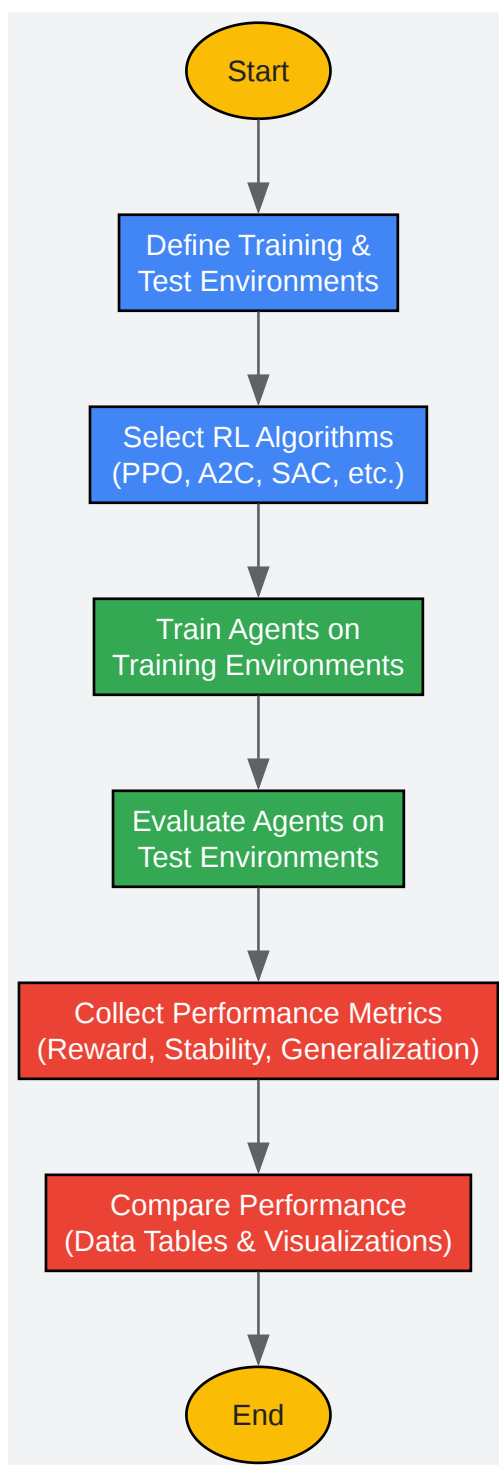 Start
Define Training &
Test Environments
Select RL Algorithms
(PPO, A2C, SAC, etc.)
Train Agents on
Training Environments
Evaluate Agents on
Test Environments
Collect Performance Metrics
(Reward, Stability, Generalization)
Compare Performance
(Data Tables & Visualizations)
End